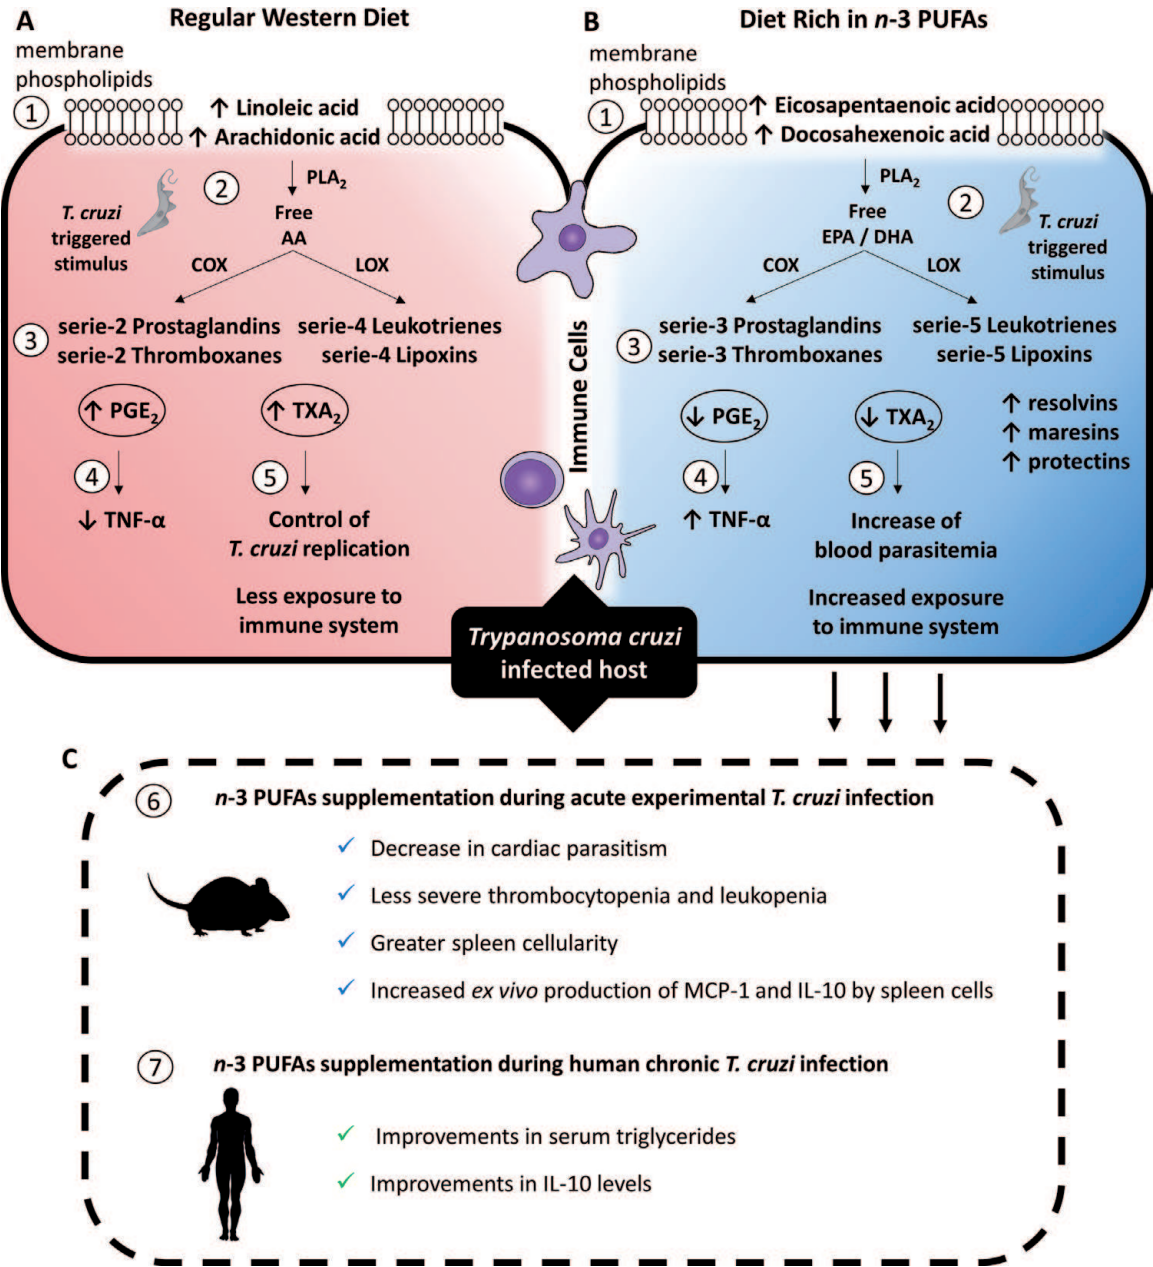 A
Regular Western Diet
membrane
phospholipids
1
↑ Linoleic acid
↑ Arachidonic acid
2
PLA2
T. cruzi
triggered
stimulus
Free
AA
COX
LOX
3
serie-2 Prostaglandins
serie-2 Thromboxanes
serie-4 Leukotrienes
serie-4 Lipoxins
↑ PGE2
↑ TXA2
4
↓ TNF-α
5
Control of
T. cruzi replication
Less exposure to
immune system
Immune Cells
Trypanosoma cruzi
infected host
B
Diet Rich in n-3 PUFAs
membrane
phospholipids
1
↑ Eicosapentaenoic acid
↑ Docosahexenoic acid
PLA2
2
Free
EPA / DHA
T. cruzi
triggered
stimulus
COX
LOX
3
serie-3 Prostaglandins
serie-3 Thromboxanes
serie-5 Leukotrienes
serie-5 Lipoxins
↓ PGE2
↓ TXA2
↑ resolvins
↑ maresins
↑ protectins
4
↑ TNF-α
5
Increase of
blood parasitemia
Increased exposure
to immune system
C
6
n-3 PUFAs supplementation during acute experimental T. cruzi infection
✓ Decrease in cardiac parasitism
✓ Less severe thrombocytopenia and leukopenia
✓ Greater spleen cellularity
✓ Increased ex vivo production of MCP-1 and IL-10 by spleen cells
7
n-3 PUFAs supplementation during human chronic T. cruzi infection
✓ Improvements in serum triglycerides
✓ Improvements in IL-10 levels